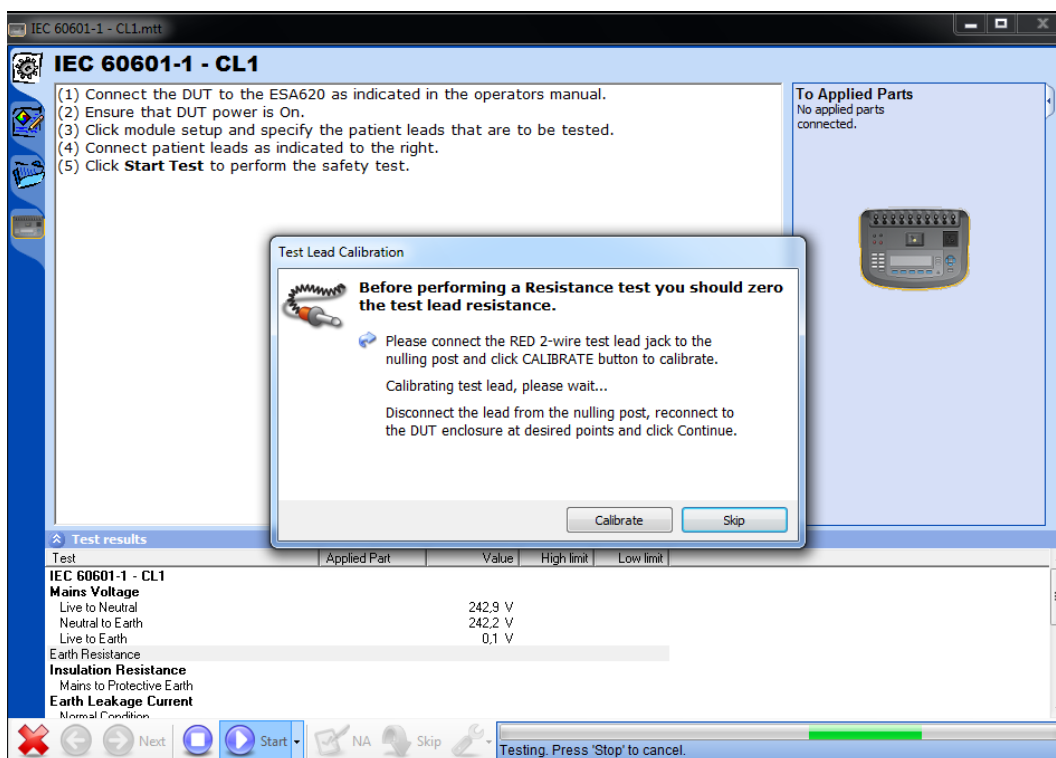 IEC 60601-1 - CL1.mtt
IEC 60601-1 - CL1
(1) Connect the DUT to the ESA620 as indicated in the operators manual.
(2) Ensure that DUT power is On.
(3) Click module setup and specify the patient leads that are to be tested.
(4) Connect patient leads as indicated to the right.
(5) Click Start Test to perform the safety test.
To Applied Parts
No applied parts
connected.
Test Lead Calibration
Before performing a Resistance test you should zero
the test lead resistance.
Please connect the RED 2-wire test lead jack to the
nulling post and click CALIBRATE button to calibrate.
Calibrating test lead, please wait...
Disconnect the lead from the nulling post, reconnect to
the DUT enclosure at desired points and click Continue.
Calibrate Skip
Test results
Test Applied Part Value High limit Low limit
IEC 60601-1 - CL1
Mains Voltage
Live to Neutral 242,9 V
Neutral to Earth 242,2 V
Live to Earth 0,1 V
Earth Resistance
Insulation Resistance
Mains to Protective Earth
Earth Leakage Current
Normal Condition
Next Start NA Skip Testing. Press 'Stop' to cancel.